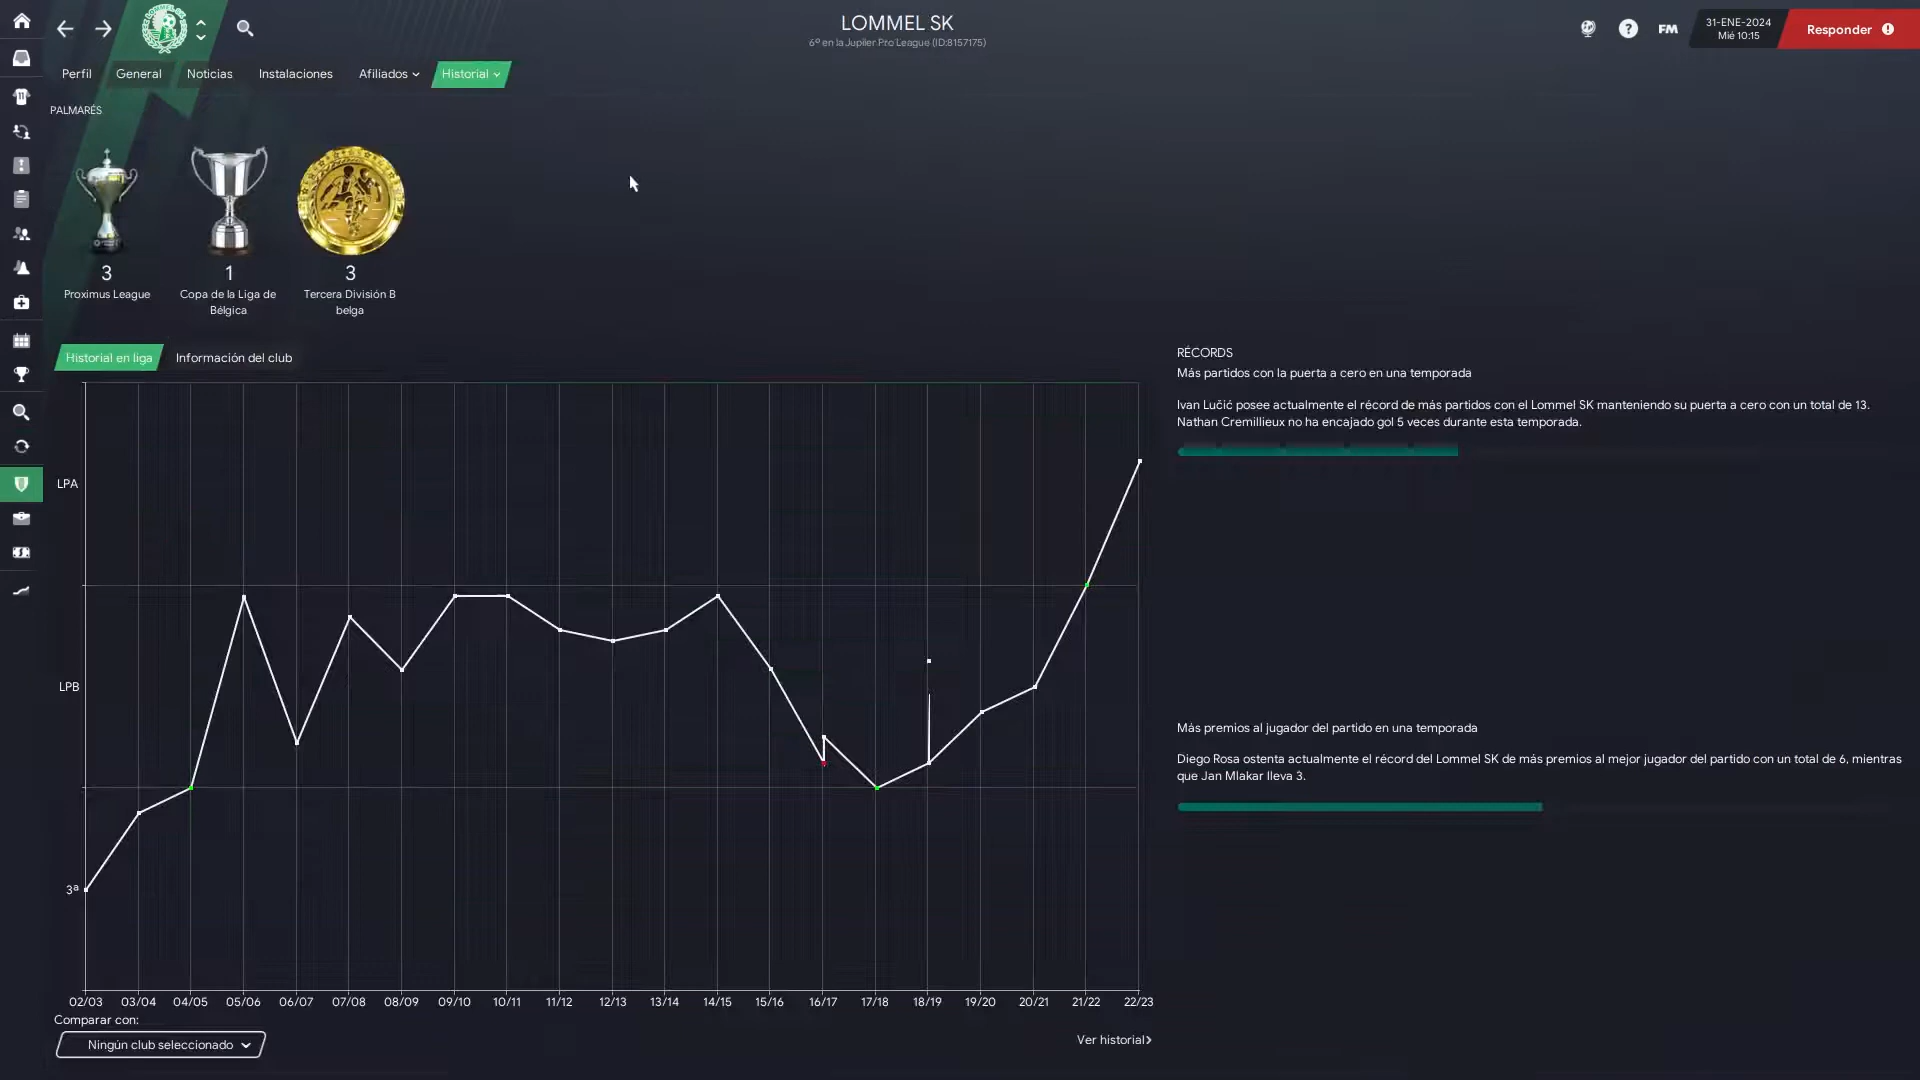 LOMMEL SK
6º en la Jupiler Pro League (ID:8157175)
FM
31-ENE-2024
Mié 10:15
Responder
Perfil
General
Noticias
Instalaciones
Afiliados
Historial
PALMARÉS
3
Proximus League
1
Copa de la Liga de
Bélgica
3
Tercera División B
belga
Historial en liga
Información del club
LPA
LPB
3ª
02/03
03/04
04/05
05/06
06/07
07/08
08/09
09/10
10/11
11/12
12/13
13/14
14/15
15/16
16/17
17/18
18/19
19/20
20/21
21/22
22/23
Comparar con:
Ningún club seleccionado
Ver historial
RÉCORDS
Más partidos con la puerta a cero en una temporada
Ivan Lučić posee actualmente el récord de más partidos con el Lommel SK manteniendo su puerta a cero con un total de 13.
Nathan Cremillieux no ha encajado gol 5 veces durante esta temporada.
Más premios al jugador del partido en una temporada
Diego Rosa ostenta actualmente el récord del Lommel SK de más premios al mejor jugador del partido con un total de 6, mientras
que Jan Mlakar lleva 3.